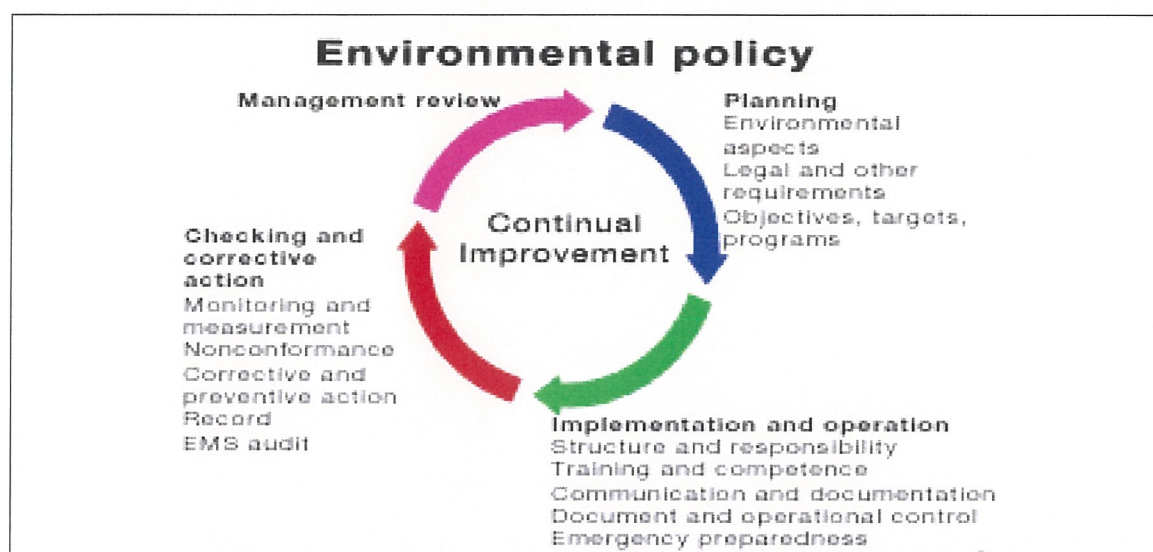 Environmental policy
Management review
Planning
Environmental
aspects
Legal and other
requirements
Objectives, targets,
programs
Continual
Improvement
Checking and
corrective
action
Monitoring and
measurement
Nonconformance
Corrective and
preventive action
Record
EMS audit
Implementation and operation
Structure and responsibility
Training and competence
Communication and documentation
Document and operational control
Emergency preparedness